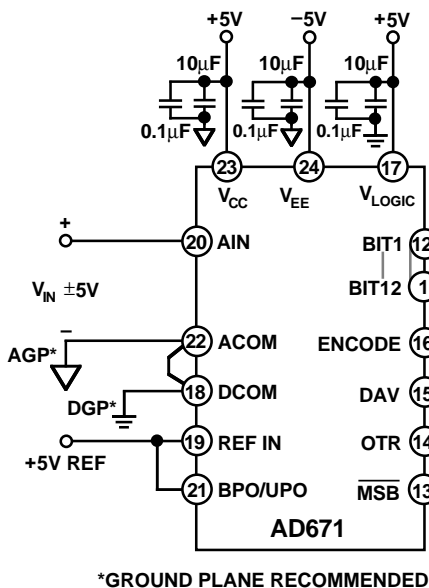 +5V −5V +5V
10μF 10μF 10μF
0.1μF 0.1μF 0.1μF
23 24 17
VCC VEE VLOGIC
+ 20 AIN BIT1 12
VIN ±5V
BIT12 1
− 22 ACOM ENCODE 16
AGP*
18 DCOM DAV 15
DGP*
19 REF IN OTR 14
+5V REF
21 BPO/UPO MSB 13
AD671
*GROUND PLANE RECOMMENDED